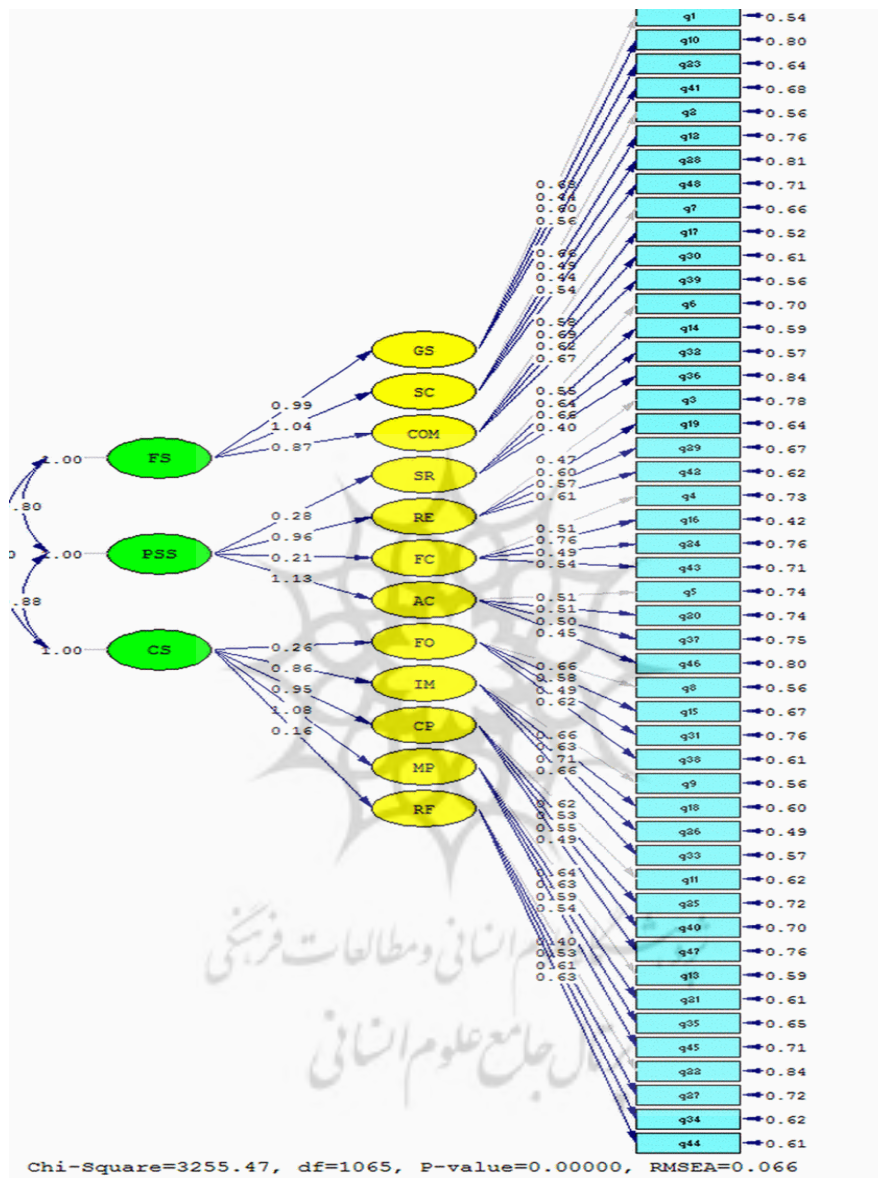 q1 0.54
q10 0.80
q23 0.64
q41 0.68
q2 0.56
q12 0.76
q28 0.81
q48 0.71
q7 0.66
q17 0.52
q30 0.61
q39 0.56
q6 0.70
q14 0.59
q32 0.57
q36 0.84
q3 0.78
q19 0.64
q29 0.67
q42 0.62
q4 0.73
q16 0.42
q24 0.76
q43 0.71
q5 0.74
q20 0.74
q37 0.75
q46 0.80
q8 0.56
q15 0.67
q31 0.76
q38 0.61
q9 0.56
q18 0.60
q26 0.49
q33 0.57
q11 0.62
q25 0.72
q40 0.70
q47 0.76
q13 0.59
q21 0.61
q35 0.65
q45 0.71
q22 0.84
q27 0.72
q34 0.62
q44 0.61
0.68
0.44
0.60
0.56
0.66
0.49
0.44
0.54
0.58
0.69
0.62
0.67
0.55
0.64
0.66
0.40
0.47
0.60
0.57
0.61
0.51
0.76
0.49
0.54
0.51
0.51
0.50
0.45
0.66
0.58
0.49
0.62
0.66
0.63
0.71
0.66
0.62
0.53
0.55
0.49
0.64
0.63
0.59
0.54
0.40
0.53
0.61
0.63
GS
SC
COM
SR
RE
FC
AC
FO
IM
CP
MP
RF
0.99
1.04
0.87
0.28
0.96
0.21
1.13
0.26
0.86
0.95
1.08
0.16
1.00 FS
.80
1.00 PSS
.88
1.00 CS
پژوهشگاه علوم انسانی و مطالعات فرهنگی
پرتال جامع علوم انسانی
Chi-Square=3255.47, df=1065, P-value=0.00000, RMSEA=0.066